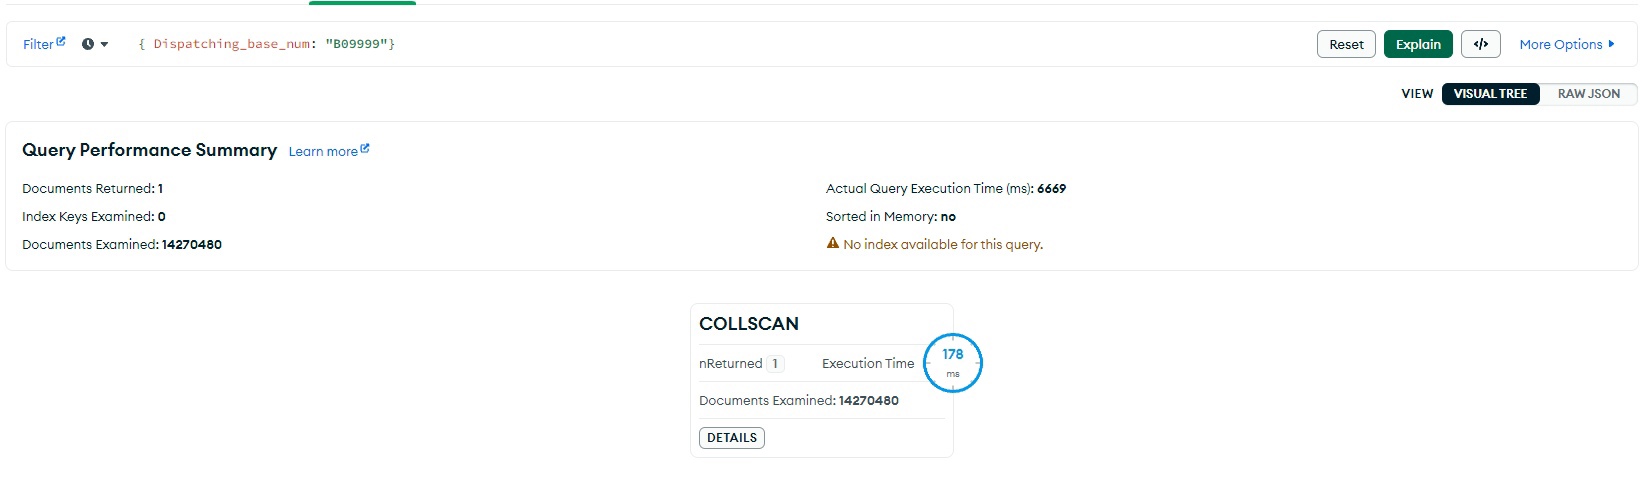 Filter { Dispatching_base_num: "B09999"} Reset Explain </> More Options
VIEW VISUAL TREE RAW JSON
Query Performance Summary Learn more
Documents Returned: 1 Actual Query Execution Time (ms): 6669
Index Keys Examined: 0 Sorted in Memory: no
Documents Examined: 14270480 No index available for this query.
COLLSCAN
nReturned 1 Execution Time 178 ms
Documents Examined: 14270480
DETAILS